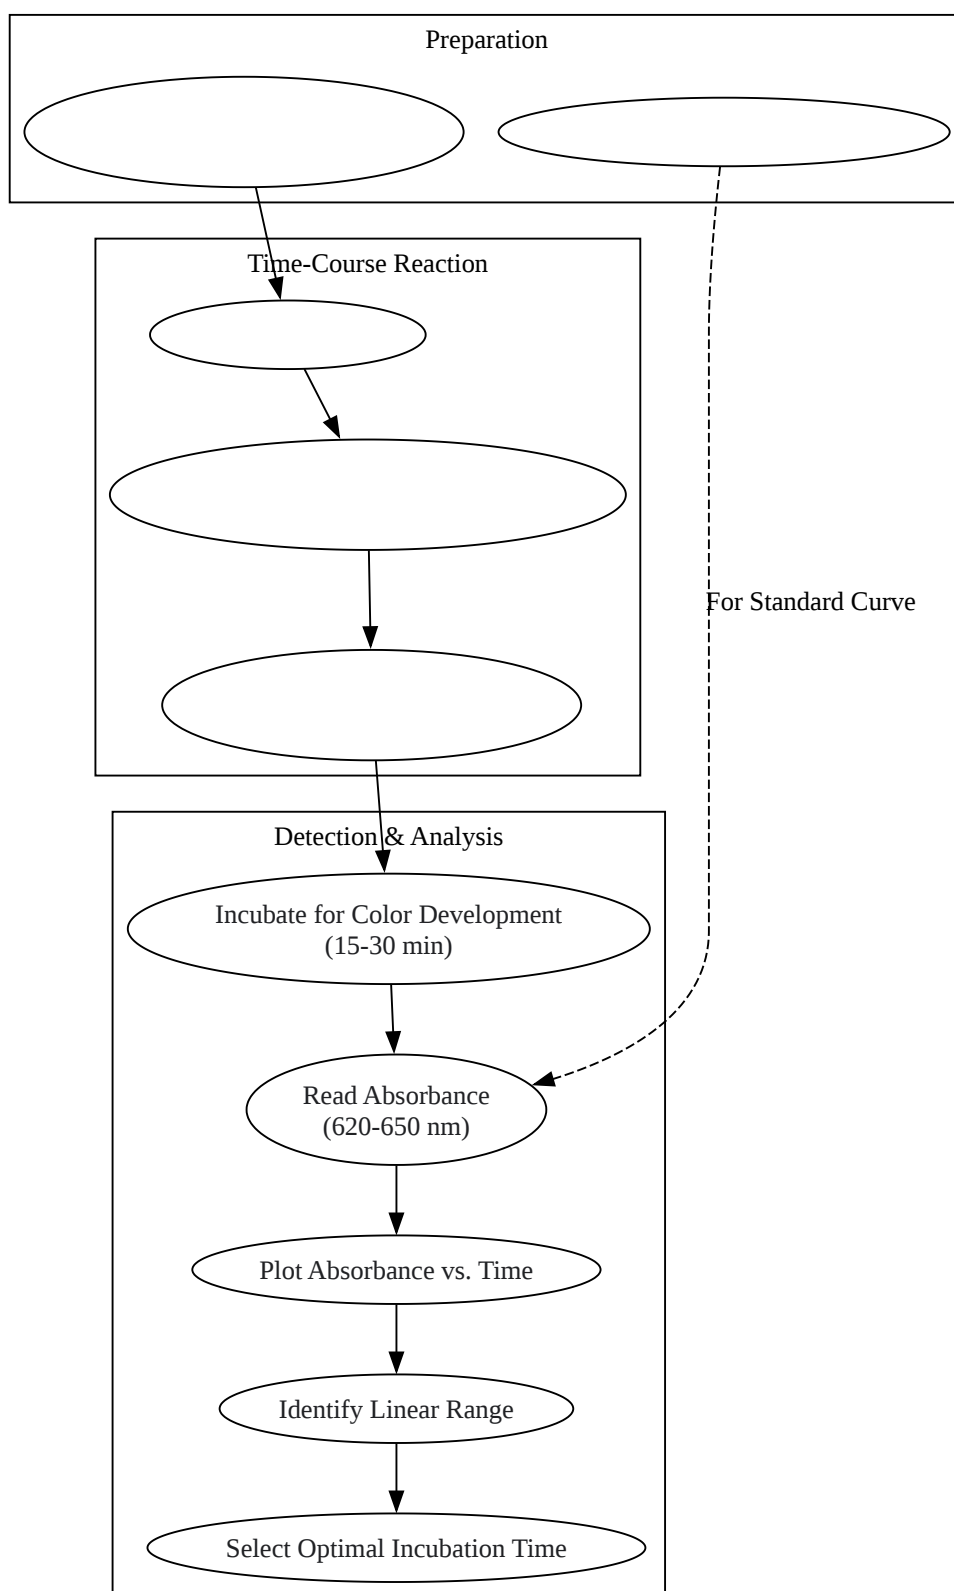 Preparation
Time-Course Reaction
For Standard Curve
Detection & Analysis
Incubate for Color Development
(15-30 min)
Read Absorbance
(620-650 nm)
Plot Absorbance vs. Time
Identify Linear Range
Select Optimal Incubation Time